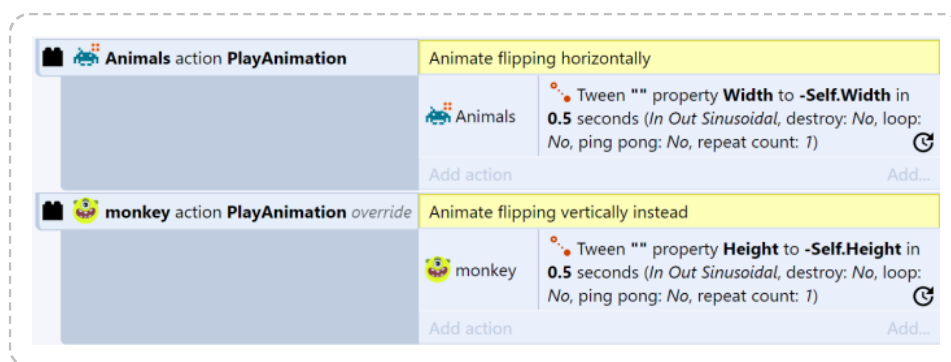 Animals action PlayAnimation
Animate flipping horizontally
Animals
Tween "" property Width to -Self.Width in
0.5 seconds (In Out Sinusoidal, destroy: No, loop:
No, ping pong: No, repeat count: 1)
Add action
Add...
monkey action PlayAnimation override
Animate flipping vertically instead
monkey
Tween "" property Height to -Self.Height in
0.5 seconds (In Out Sinusoidal, destroy: No, loop:
No, ping pong: No, repeat count: 1)
Add action
Add...